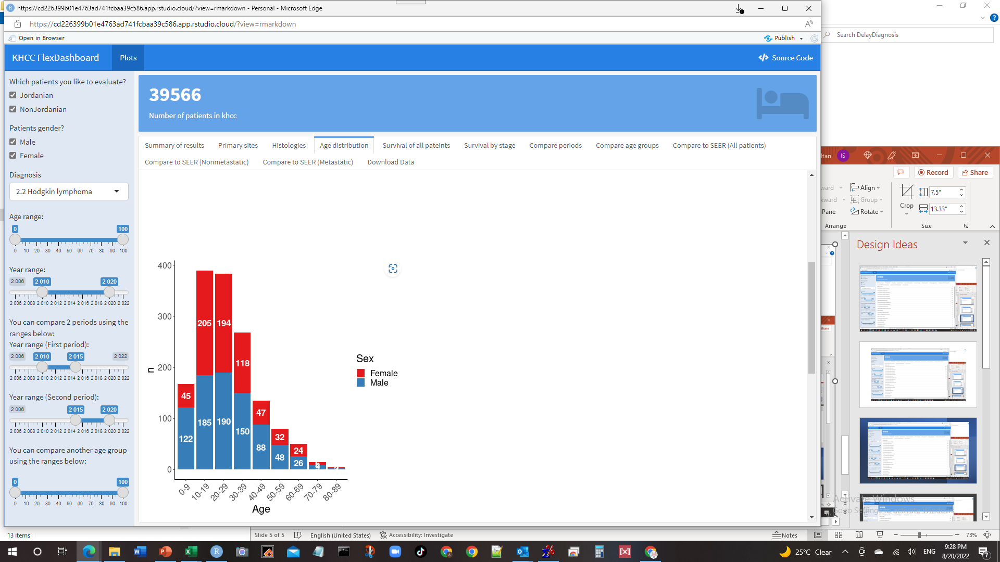 https://cd226399b01e4763ad741fcbaa39c586.app.rstudio.cloud/?view=rmarkdown - Personal - Microsoft Edge
https://cd226399b01e4763ad741fcbaa39c586.app.rstudio.cloud/?view=rmarkdown
Open in Browser
Publish
Search DelayDiagnosis
KHCC FlexDashboard
Plots
Source Code
Which patients you like to evaluate?
Jordanian
NonJordanian
Patients gender?
Male
Female
Diagnosis
2.2 Hodgkin lymphoma
Age range:
0 100
0 10 20 30 40 50 60 70 80 90 100
Year range:
2 006 2 010 2 020
2 006 2 008 2 010 2 012 2 014 2 016 2 018 2 020 2 022
You can compare 2 periods using the
ranges below:
Year range (First period):
2 006 2 010 2 015 2 022
2 006 2 008 2 010 2 012 2 014 2 016 2 018 2 020 2 022
Year range (Second period):
2 006 2 015 2 020
2 006 2 008 2 010 2 012 2 014 2 016 2 018 2 020 2 022
You can compare another age group
using the ranges below:
0 100
0 10 20 30 40 50 60 70 80 90 100
39566
Number of patients in khcc
Summary of results Primary sites Histologies Age distribution Survival of all pateints Survival by stage Compare periods Compare age groups Compare to SEER (All patients)
Compare to SEER (Nonmetastatic) Compare to SEER (Metastatic) Download Data
400
300
200
100
0
n
205 194
118
45
47
32
24
122
185
190
150
88
48
26
0-9 10-19 20-29 30-39 40-49 50-59 60-69 70-79 80-89
Age
Sex
Female
Male
ltan IS
Record
Share
ward Align
kward Group
Pane Rotate
Crop
7.5"
13.33"
Arrange
Size
Design Ideas
Activate Windows
13 items
Slide 5 of 5 English (United States) Accessibility: Investigate
Notes
73%
25°C Clear
ENG
9:28 PM
8/20/2022
7